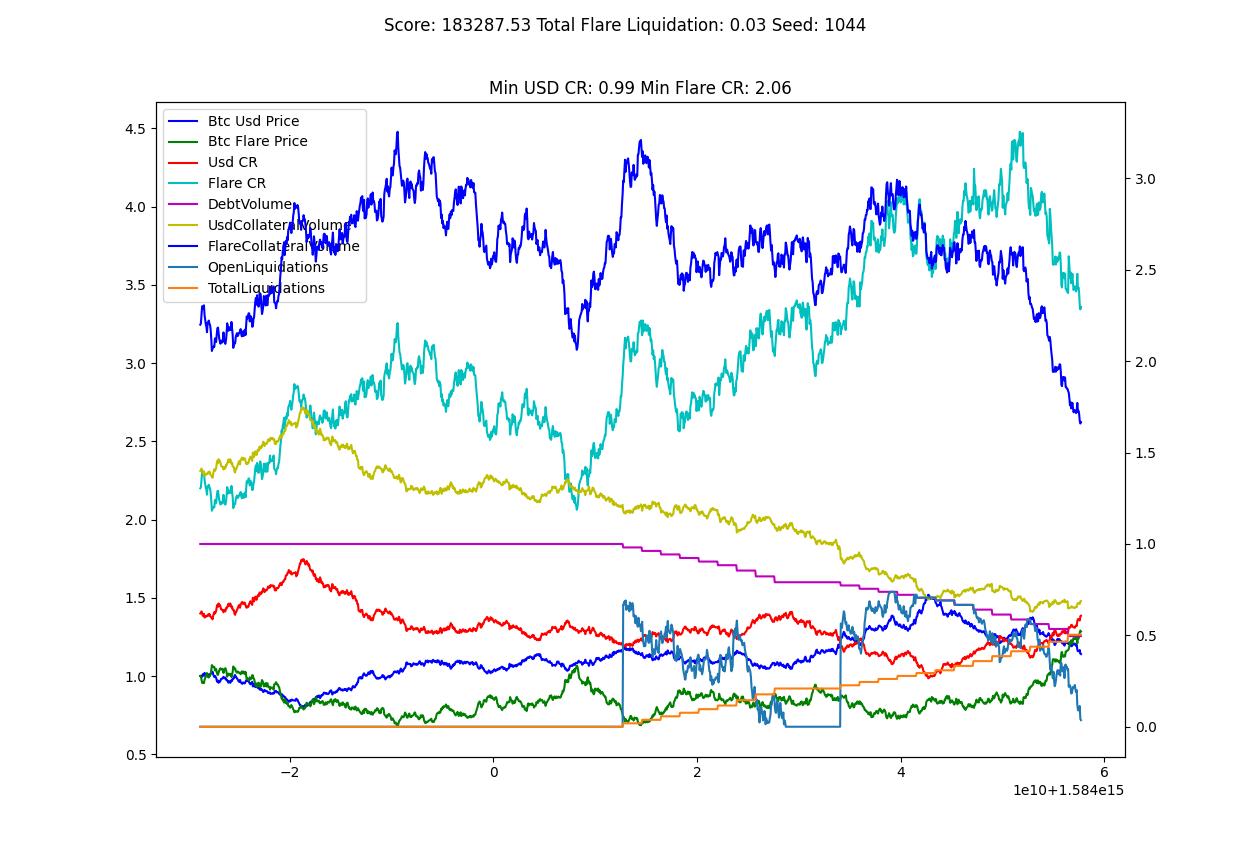 Score: 183287.53 Total Flare Liquidation: 0.03 Seed: 1044
Min USD CR: 0.99 Min Flare CR: 2.06
Btc Usd Price
Btc Flare Price
Usd CR
Flare CR
DebtVolume
UsdCollateralVolume
FlareCollateralVolume
OpenLiquidations
TotalLiquidations
4.5
4.0
3.5
3.0
2.5
2.0
1.5
1.0
0.5
3.0
2.5
2.0
1.5
1.0
0.5
0.0
−2
0
2
4
6
1e10+1.584e15